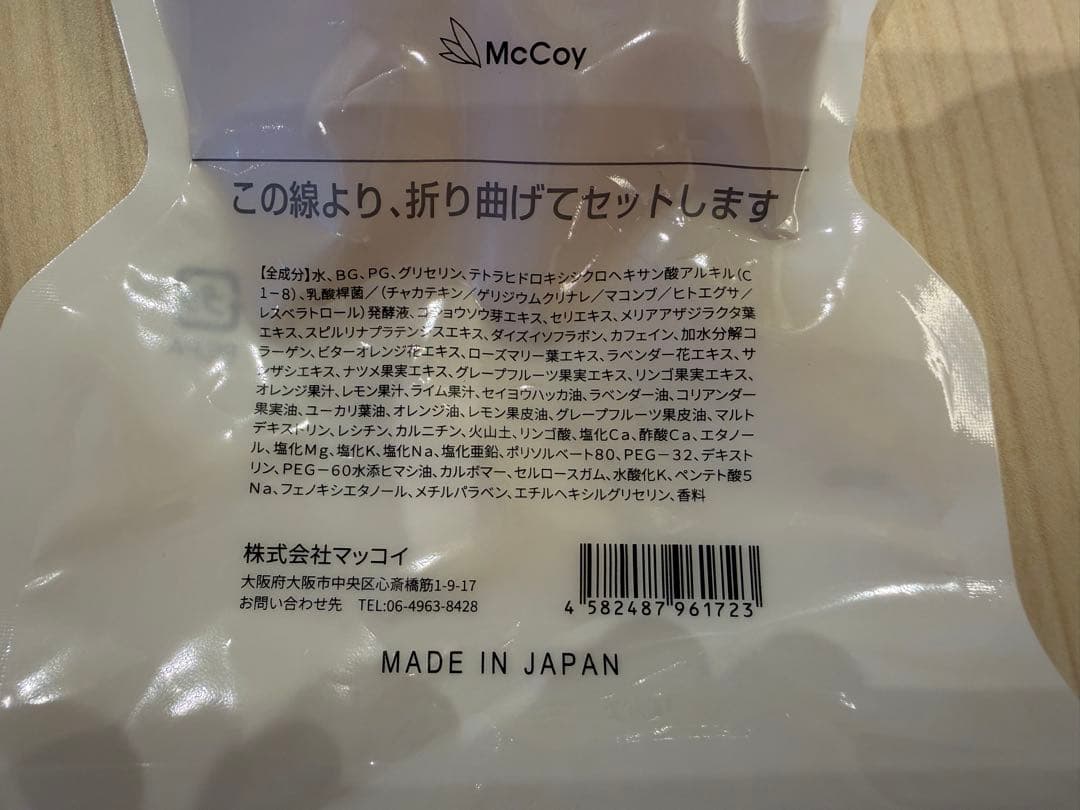 McCoy
この線より、折り曲げてセットします
【全成分】水、BG、PG、グリセリン、テトラヒドロキシシクロヘキサン酸アルキル(C
1-8)、乳酸桿菌/(チャカテキン/ゲリジウムクリナレ/マコンブ/ヒトエグサ/
レスベラトロール)発酵液、コショウソウ芽エキス、セリエキス、メリアアザジラクタ葉
エキス、スピルリナプラテンシスエキス、ダイズイソフラボン、カフェイン、加水分解コ
ラーゲン、ビターオレンジ花エキス、ローズマリー葉エキス、ラベンダー花エキス、サ
ンザシエキス、ナツメ果実エキス、グレープフルーツ果実エキス、リンゴ果実エキス、
オレンジ果汁、レモン果汁、ライム果汁、セイヨウハッカ油、ラベンダー油、コリアンダー
果実油、ユーカリ葉油、オレンジ油、レモン果皮油、グレープフルーツ果皮油、マルト
デキストリン、レシチン、カルニチン、火山土、リンゴ酸、塩化Ca、酢酸Ca、エタノー
ル、塩化Mg、塩化K、塩化Na、塩化亜鉛、ポリソルベート80、PEG-32、デキスト
リン、PEG-60水添ヒマシ油、カルボマー、セルロースガム、水酸化K、ペンテト酸5
Na、フェノキシエタノール、メチルパラベン、エチルヘキシルグリセリン、香料
株式会社マッコイ
大阪府大阪市中央区心斎橋筋1-9-17
お問い合わせ先 TEL:06-4963-8428
4 582487 961723
MADE IN JAPAN